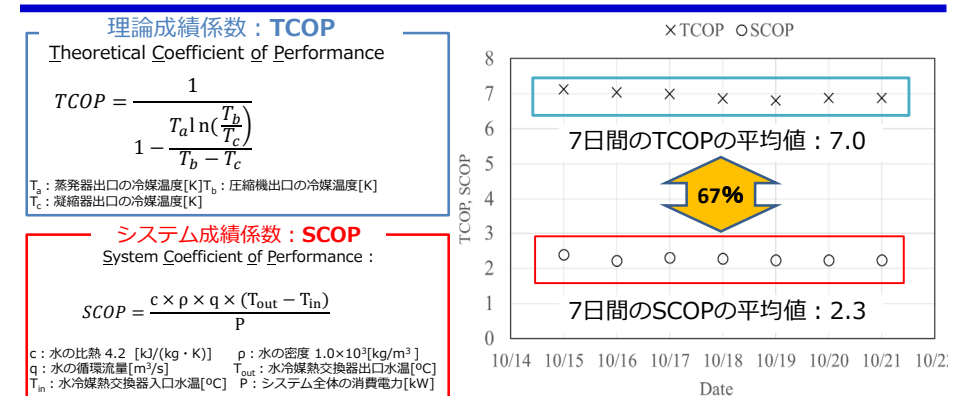 理論成績係数：TCOP
Theoretical Coefficient of Performance
TCOP = 1 / (1 − T_a ln(T_b/T_c) / (T_b − T_c))
T_a：蒸発器出口の冷媒温度[K]T_b：圧縮機出口の冷媒温度[K]
T_c：凝縮器出口の冷媒温度[K]
システム成績係数：SCOP
System Coefficient of Performance：
SCOP = c × ρ × q × (T_out − T_in) / P
c：水の比熱 4.2 [kJ/(kg・K)] ρ：水の密度 1.0×10³[kg/m³]
q：水の循環流量[m³/s] T_out：水冷媒熱交換器出口水温[ºC]
T_in：水冷媒熱交換器入口水温[ºC] P：システム全体の消費電力[kW]
×TCOP ○SCOP
TCOP, SCOP
8
7
6
5
4
3
2
1
0
7日間のTCOPの平均値：7.0
67%
7日間のSCOPの平均値：2.3
10/14 10/15 10/16 10/17 10/18 10/19 10/20 10/21 10/2
Date